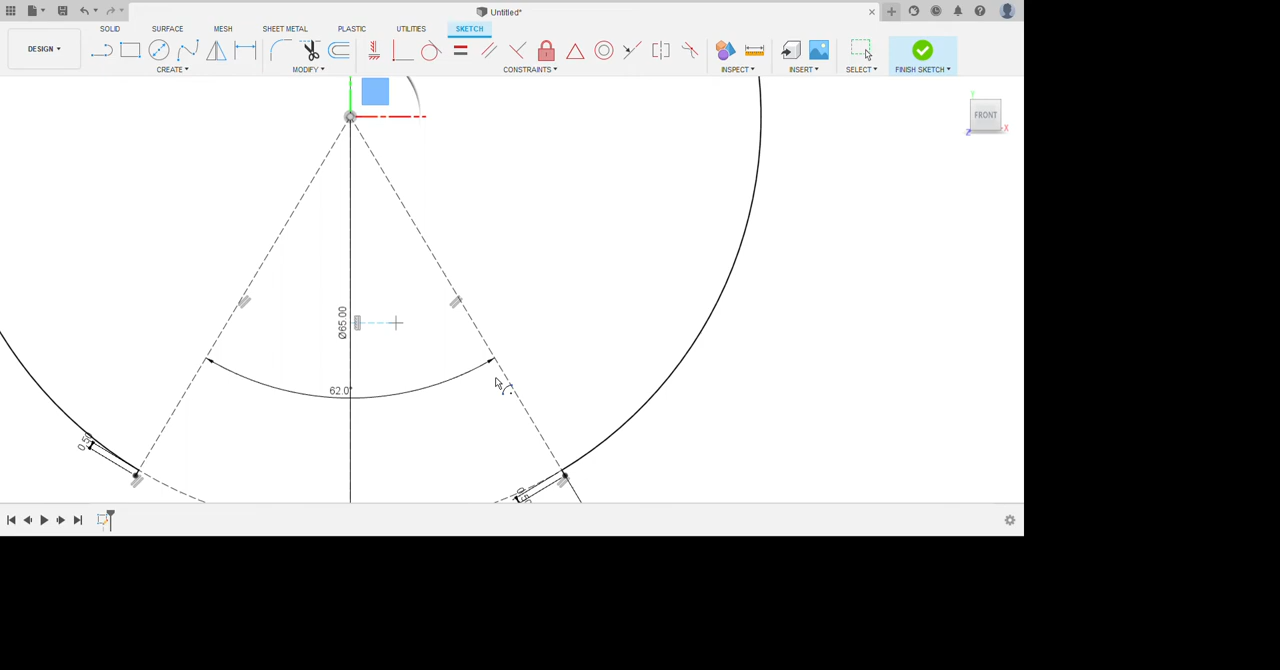 Untitled*
DESIGN
SOLID SURFACE MESH SHEET METAL PLASTIC UTILITIES SKETCH
CREATE MODIFY CONSTRAINTS INSPECT INSERT SELECT FINISH SKETCH
FRONT
Y
X
Z
Ø65.00
62.0°